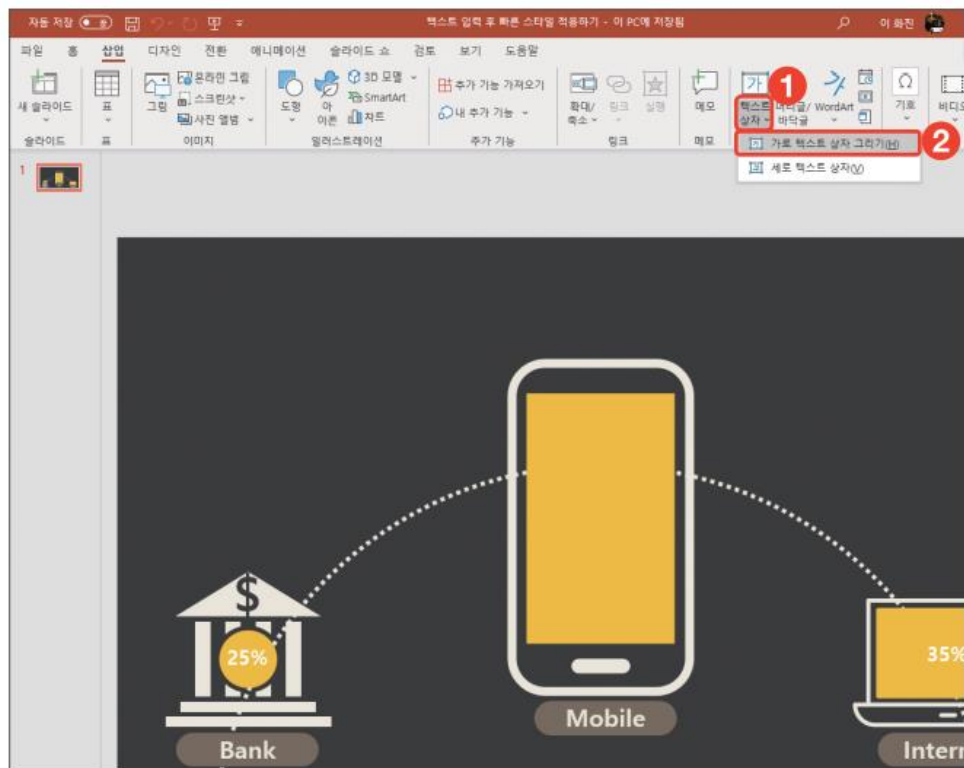 자동 저장
텍스트 입력 후 빠른 스타일 적용하기 - 이 PC에 저장됨
이 화진
파일 홈 삽입 디자인 전환 애니메이션 슬라이드 쇼 검토 보기 도움말
새 슬라이드
표
그림
온라인 그림
스크린샷
사진 앨범
도형
아이콘
3D 모델
SmartArt
차트
추가 기능 가져오기
내 추가 기능
확대/
축소
링크
실행
메모
텍스트
상자
머리글/
바닥글
WordArt
기호
비디오
슬라이드 표 이미지 일러스트레이션 추가 기능 링크 메모
1
2
가로 텍스트 상자 그리기(H)
세로 텍스트 상자(V)
1
$
25%
35%
Mobile
Bank
Intern